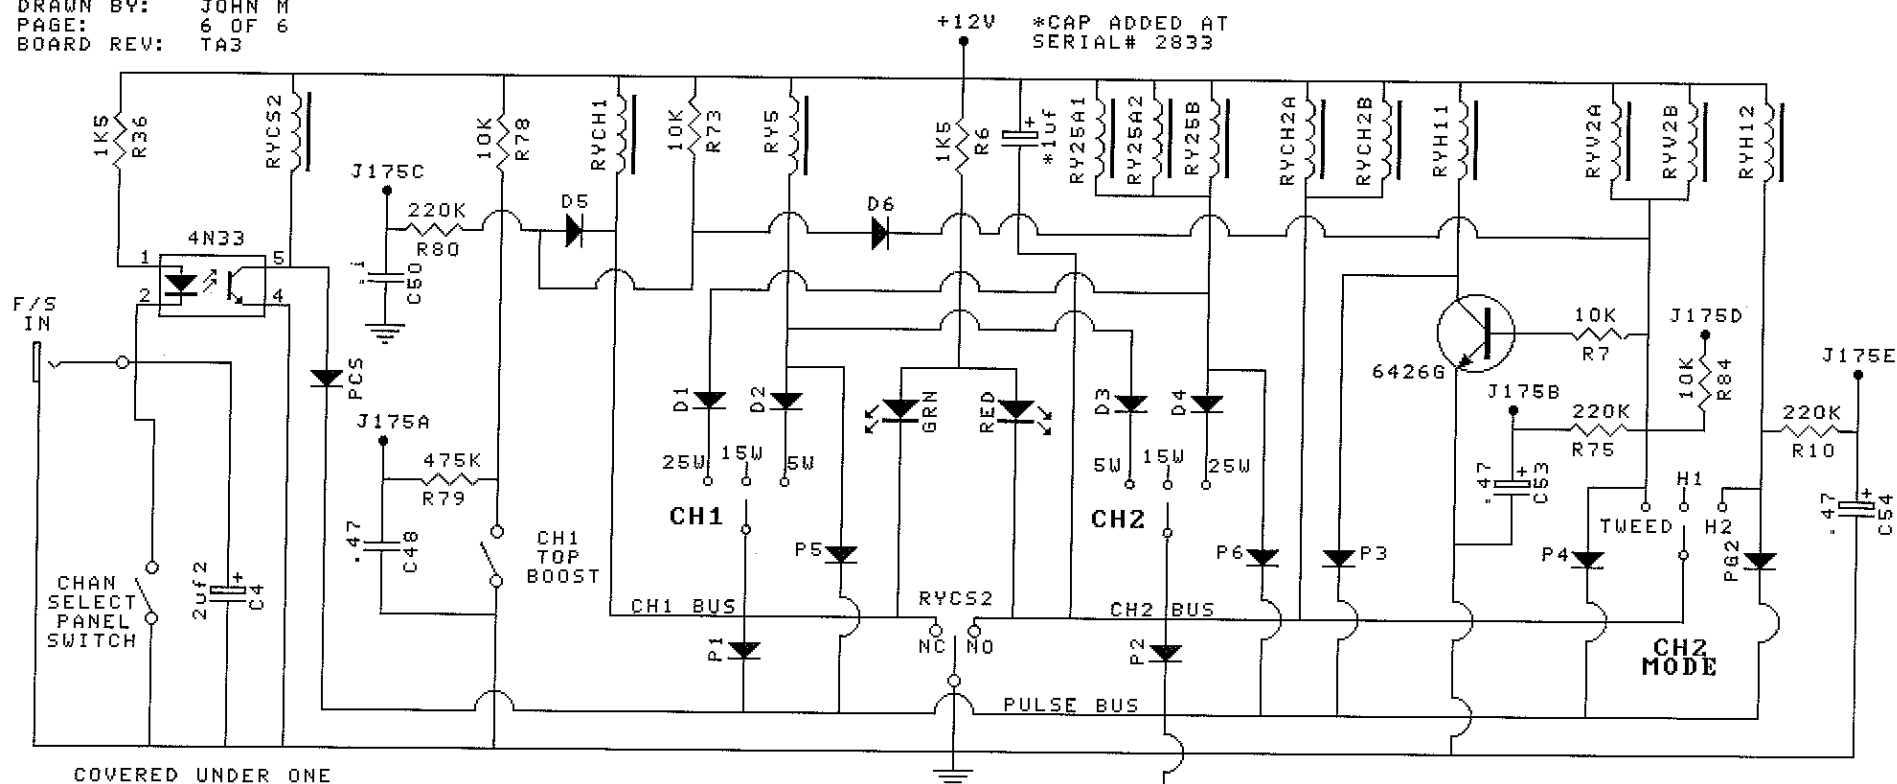 DRAWN BY: JOHN M
PAGE: 6 OF 6
BOARD REV: TA3
+12V
*CAP ADDED AT
SERIAL# 2833
1K5
R36
RYCS2
10K
R78
RYCH1
10K
R73
RY5
1K5
R6
+
*1uf
RY25A1
RY25A2
RY25B
RYCH2A
RYCH2B
RYH11
RYV2A
RYV2B
RYH12
J175C
220K
R80
D5
D6
.1
C50
4N33
1
2
5
4
F/S
IN
PCS
J175A
475K
R79
.47
C48
CH1
TOP
BOOST
D1
D2
25W
15W
5W
CH1
P5
GRN
RED
D3
D4
5W
15W
25W
CH2
P6
P3
6426G
10K
R7
J175D
10K
R84
J175B
220K
R75
.47
+
C53
J175E
220K
R10
.47
+
C54
H1
TWEED
H2
P4
PG2
CHAN
SELECT
PANEL
SWITCH
2uf2
+
C4
CH1 BUS
RYCS2
NC
NO
CH2 BUS
P1
P2
CH2
MODE
PULSE BUS
COVERED UNDER ONE